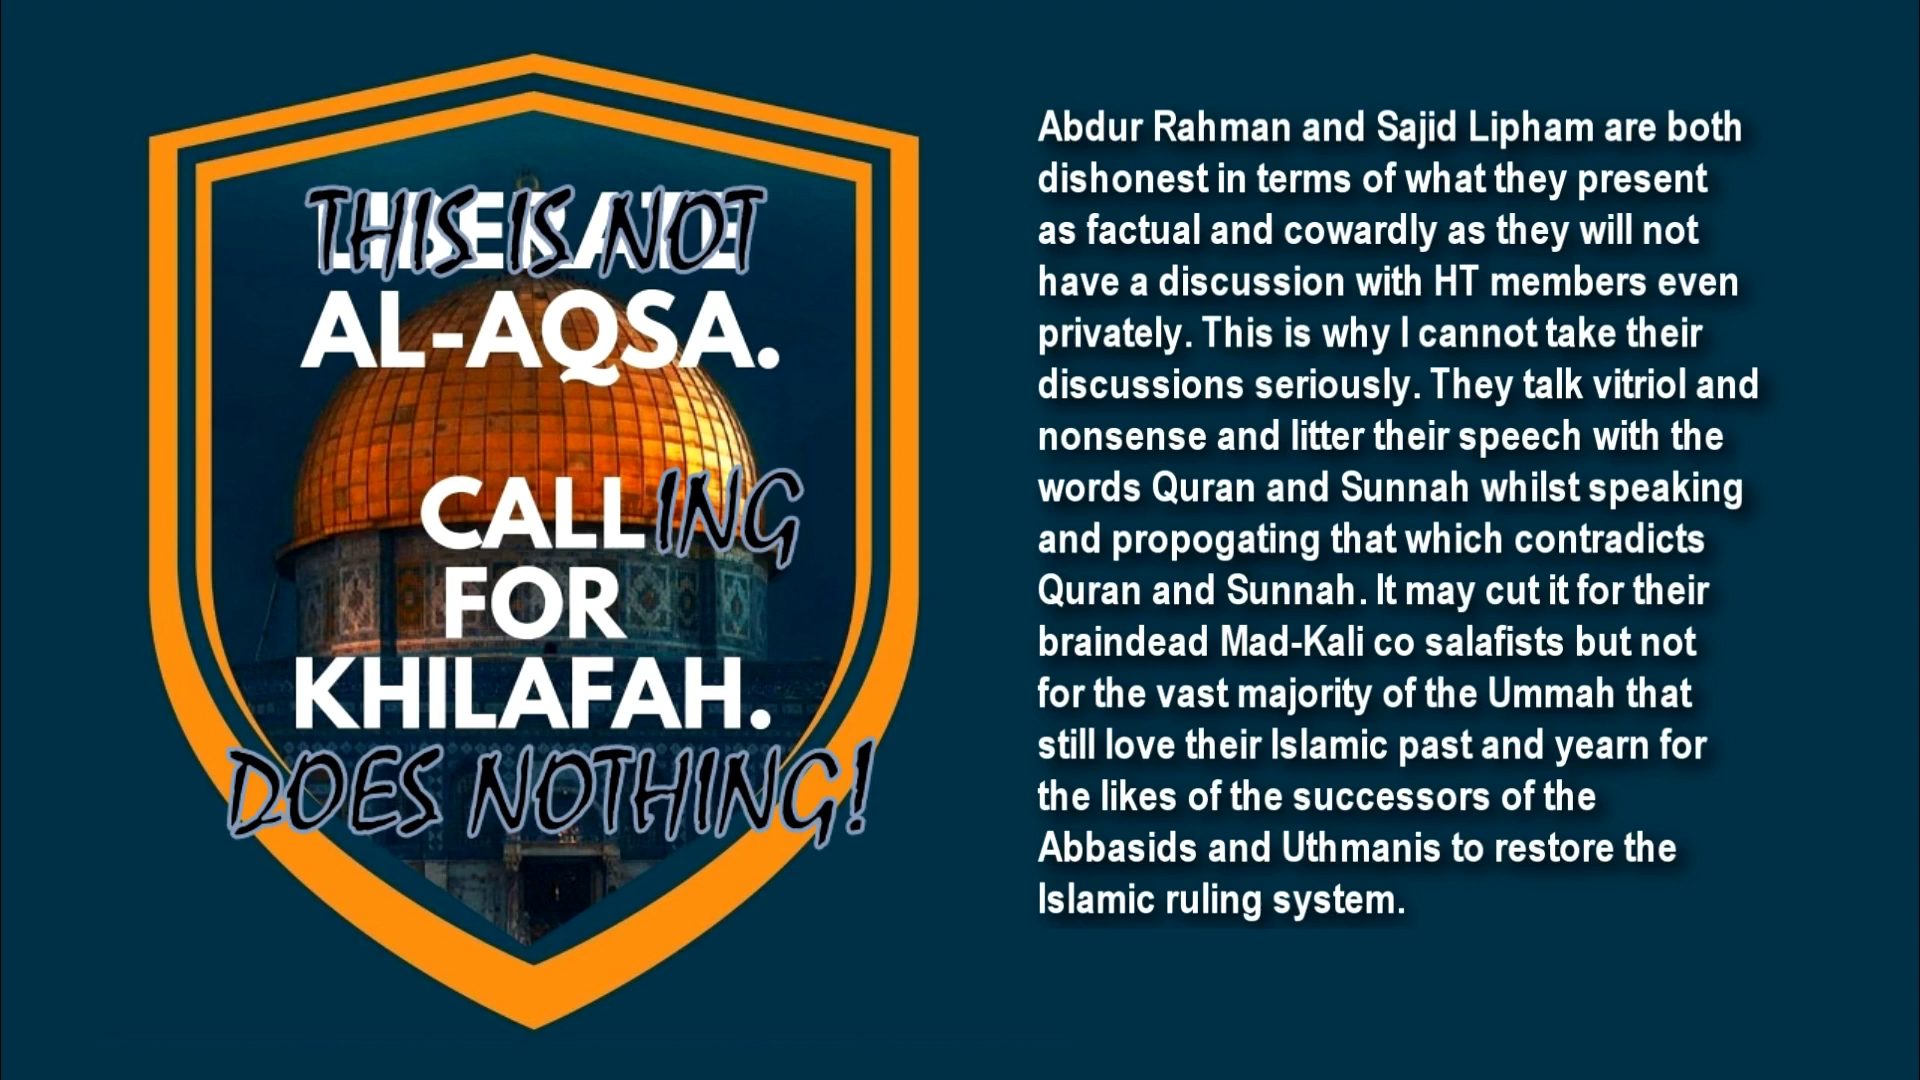 THIS IS NOT
LIBERATE
AL-AQSA.
CALLING
FOR
KHILAFAH.
DOES NOTHING!
Abdur Rahman and Sajid Lipham are both
dishonest in terms of what they present
as factual and cowardly as they will not
have a discussion with HT members even
privately. This is why I cannot take their
discussions seriously. They talk vitriol and
nonsense and litter their speech with the
words Quran and Sunnah whilst speaking
and propogating that which contradicts
Quran and Sunnah. It may cut it for their
braindead Mad-Kali co salafists but not
for the vast majority of the Ummah that
still love their Islamic past and yearn for
the likes of the successors of the
Abbasids and Uthmanis to restore the
Islamic ruling system.